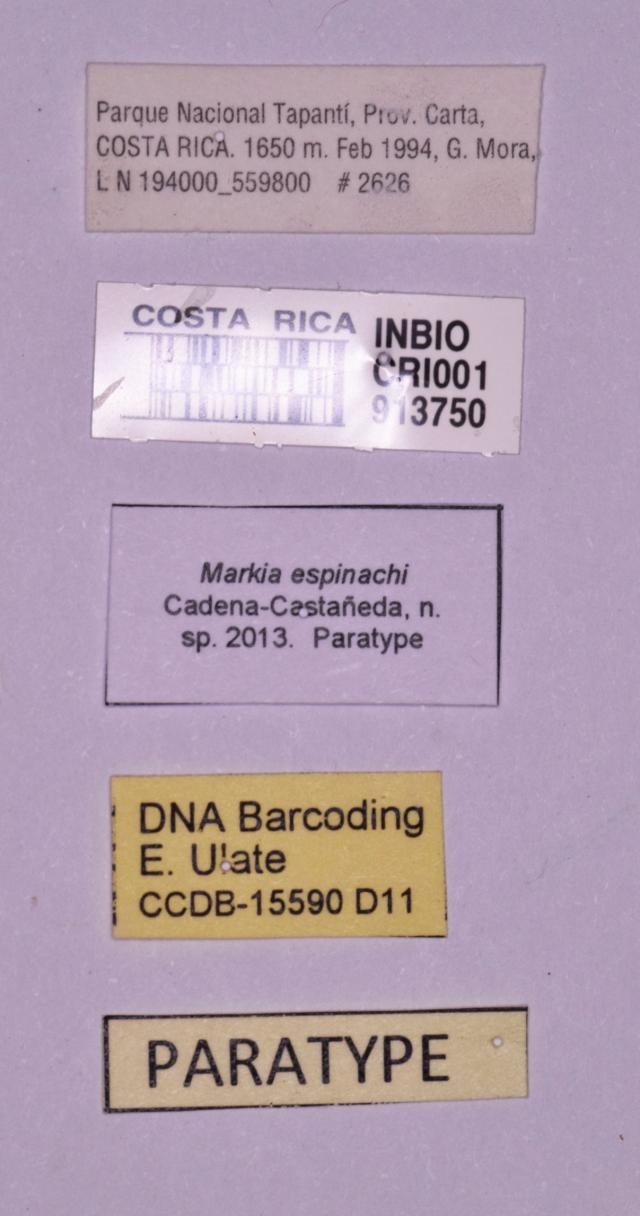 Parque Nacional Tapantí, Prov. Carta,
COSTA RICA. 1650 m. Feb 1994, G. Mora,
L N 194000_559800 # 2626
COSTA RICA
INBIO
CRI001
913750
Markia espinachi
Cadena-Castañeda, n.
sp. 2013. Paratype
DNA Barcoding
E. Ulate
CCDB-15590 D11
PARATYPE